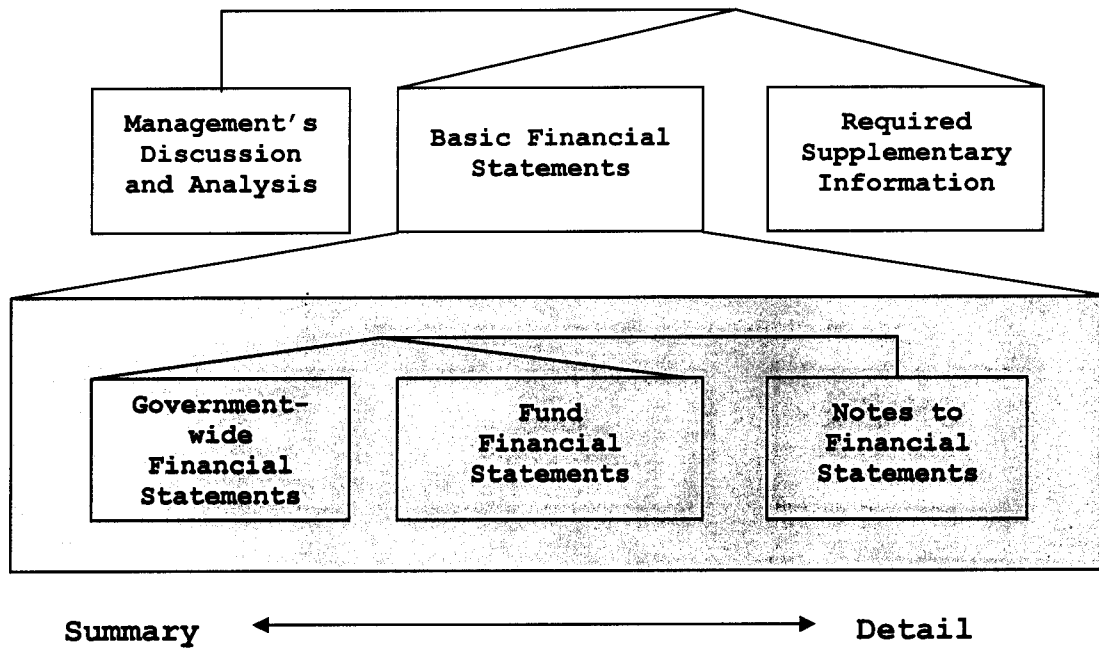 Management's
Discussion
and Analysis
Basic Financial
Statements
Required
Supplementary
Information
Government-
wide
Financial
Statements
Fund
Financial
Statements
Notes to
Financial
Statements
Summary
Detail